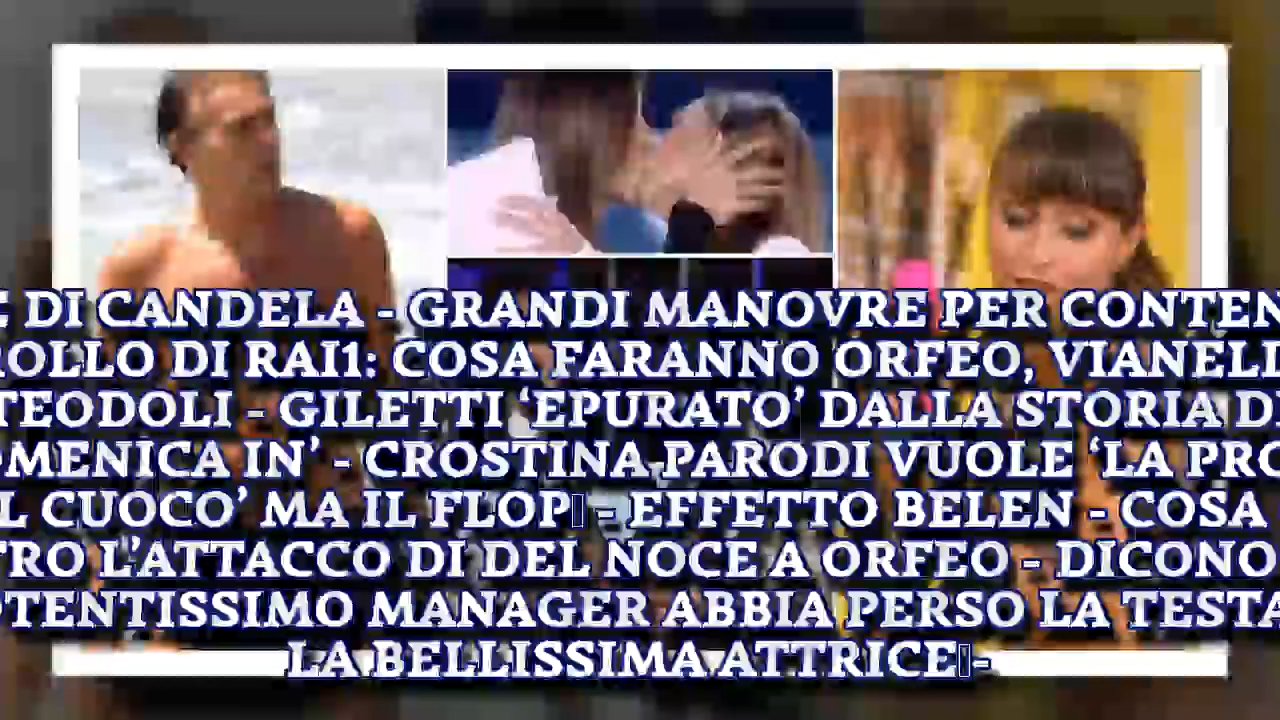 DI CANDELA - GRANDI MANOVRE PER CONTEN
ROLLO DI RAI1: COSA FARANNO ORFEO, VIANELL
TEODOLI - GILETTI ‘EPURATO’ DALLA STORIA D
MENICA IN’ - CROSTINA PARODI VUOLE ‘LA PRO
L CUOCO’ MA IL FLOP - EFFETTO BELEN - COSA
TRO L'ATTACCO DI DEL NOCE A ORFEO - DICONO
OTENTISSIMO MANAGER ABBIA PERSO LA TESTA
LA BELLISSIMA ATTRICE -